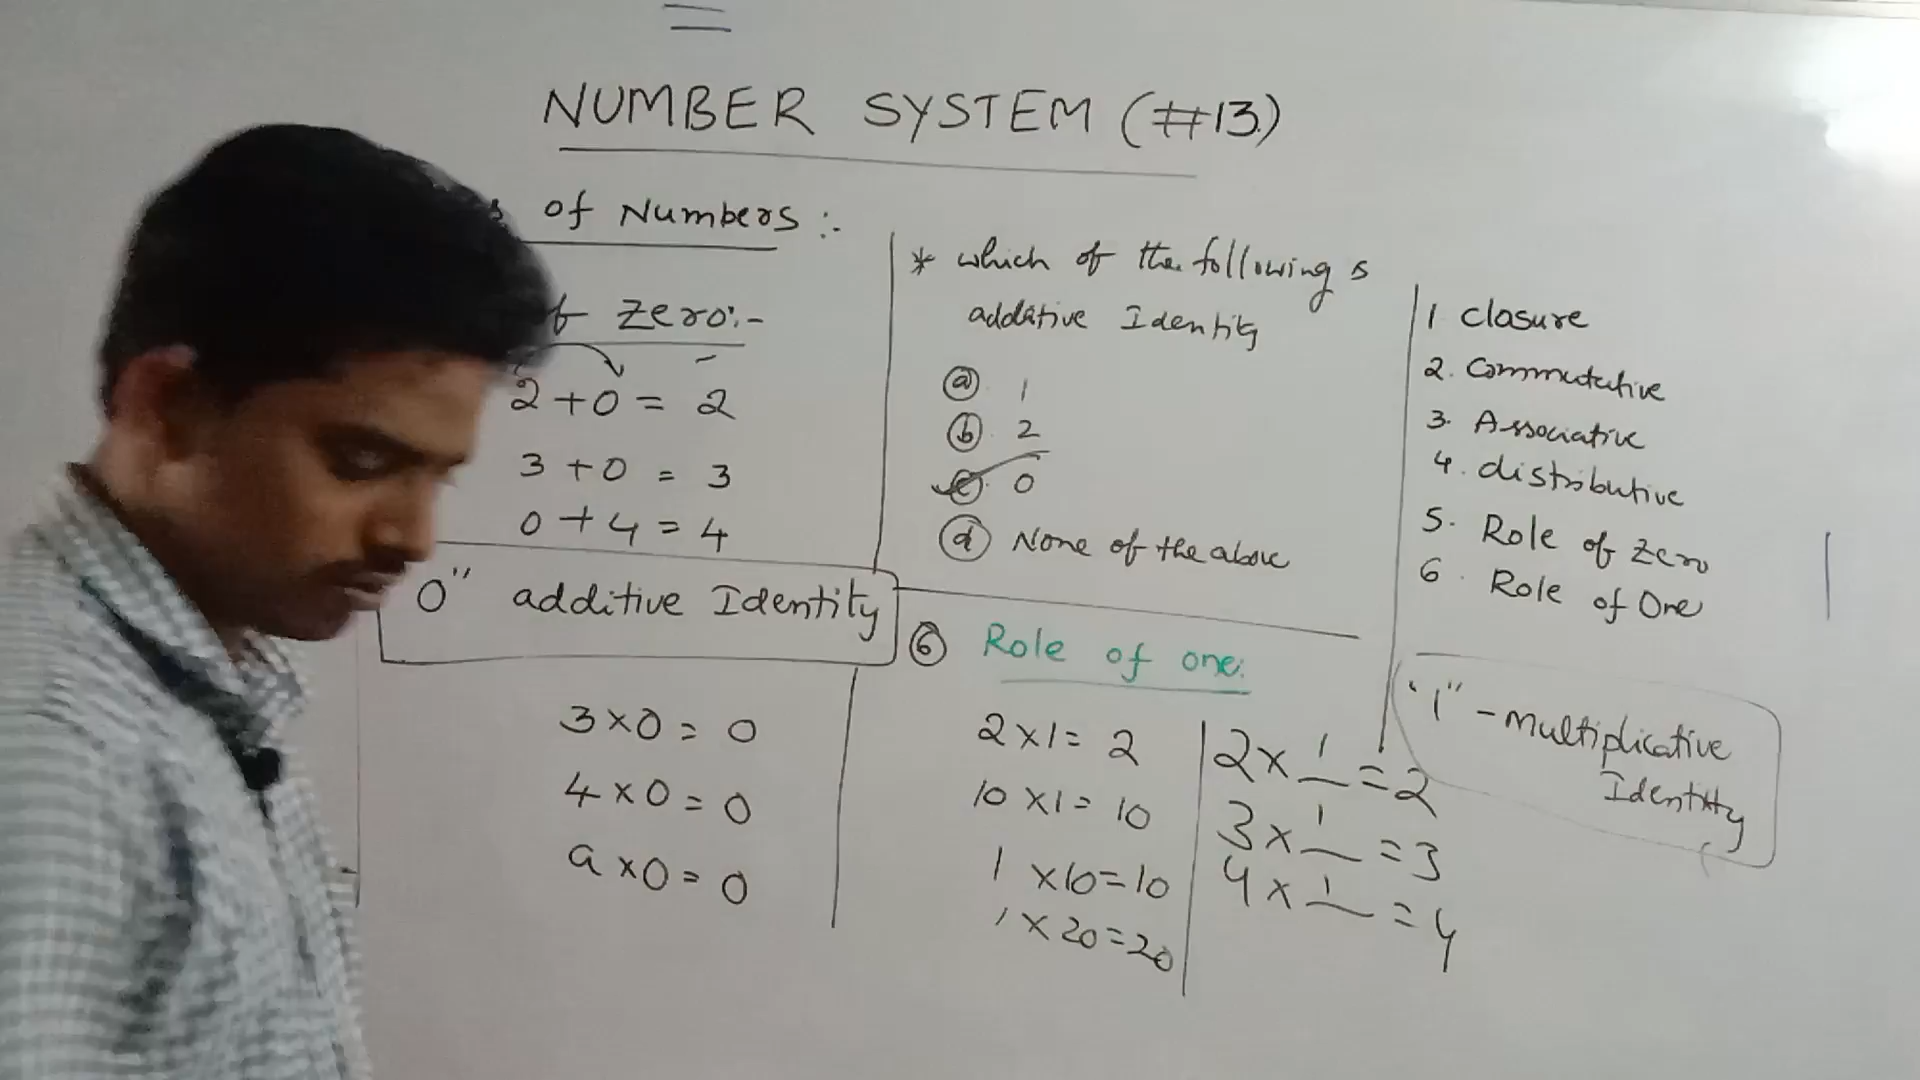 NUMBER SYSTEM (#13)
of Numbers :-
zero:-
2+0 = 2
3+0 = 3
0+4=4
0" additive Identity
3×0=0
4×0=0
a×0=0
* which of the following s
additive Identity
(a) 1
(b) 2
(c) 0
(d) None of the above
(6) Role of one:
2×1=2
10×1=10
1×10=10
1×20=20
2×1=2
3×1=3
4×1=4
1 closure
2. Commutative
3. Associative
4. distributive
5. Role of zero
6. Role of One
"1" - multiplicative
Identity